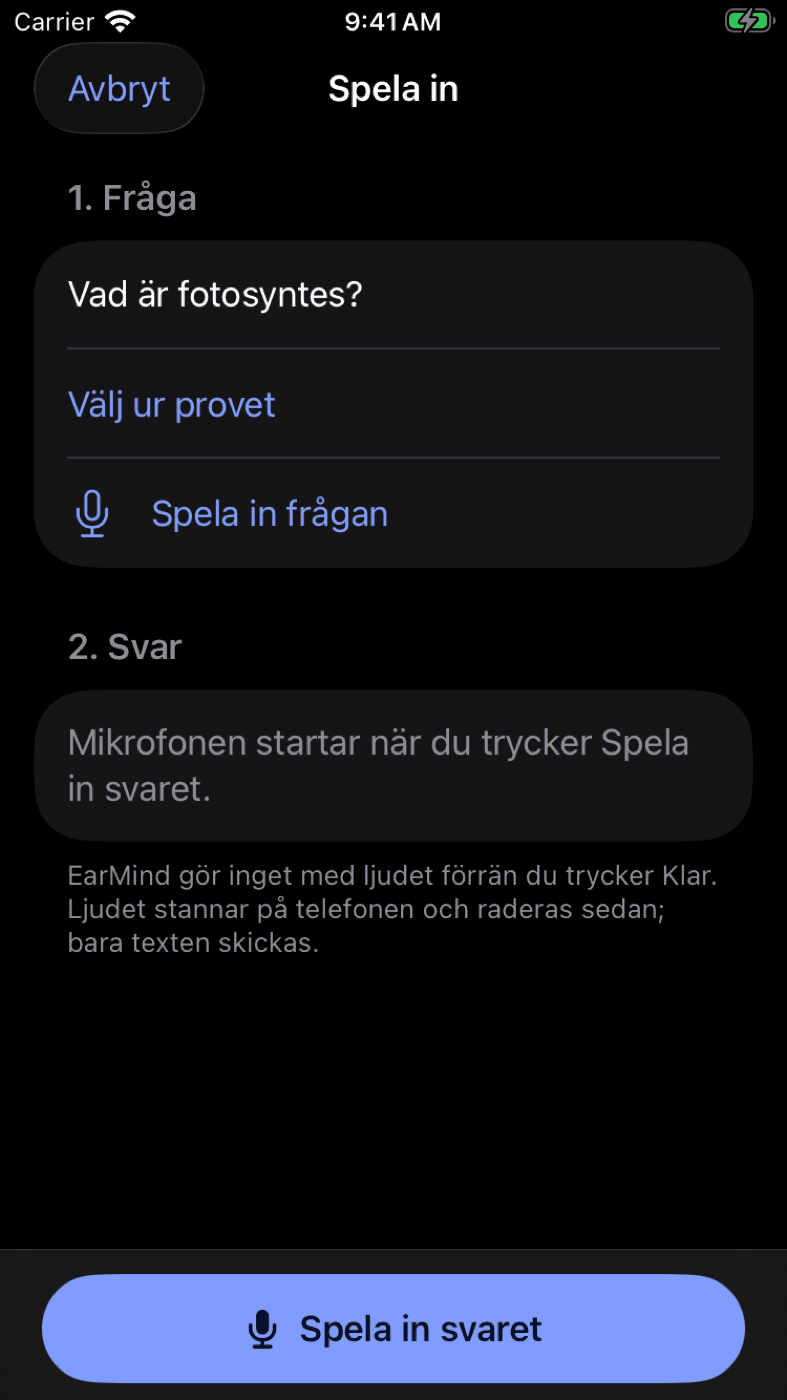 Carrier 9:41 AM
Avbryt Spela in
1. Fråga
Vad är fotosyntes?
Välj ur provet
Spela in frågan
2. Svar
Mikrofonen startar när du trycker Spela
in svaret.
EarMind gör inget med ljudet förrän du trycker Klar.
Ljudet stannar på telefonen och raderas sedan;
bara texten skickas.
Spela in svaret